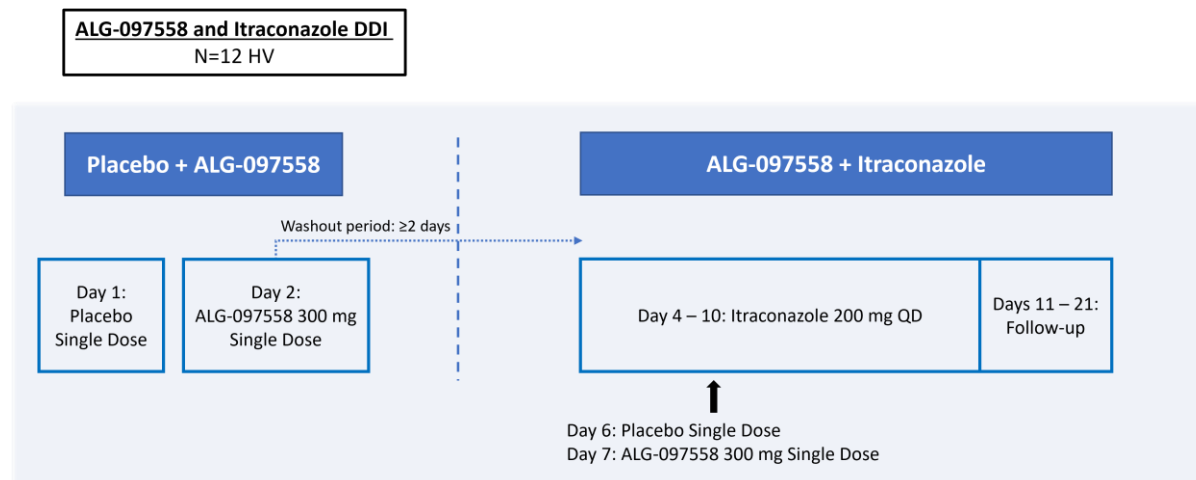 ALG-097558 and Itraconazole DDI
N=12 HV
Placebo + ALG-097558
ALG-097558 + Itraconazole
Washout period: ≥2 days
Day 1:
Placebo
Single Dose
Day 2:
ALG-097558 300 mg
Single Dose
Day 4 – 10: Itraconazole 200 mg QD
Days 11 – 21:
Follow-up
Day 6: Placebo Single Dose
Day 7: ALG-097558 300 mg Single Dose